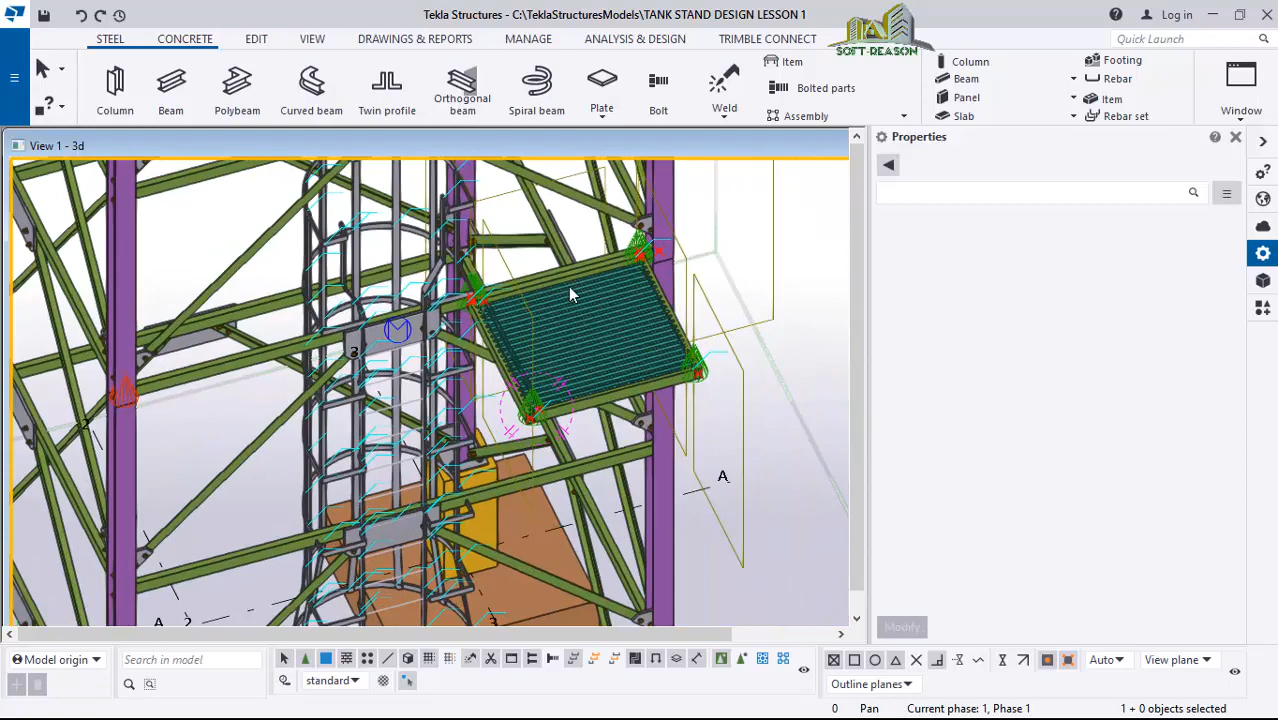 Tekla Structures - C:\TeklaStructuresModels\TANK STAND DESIGN LESSON 1
Log in
STEEL CONCRETE EDIT VIEW DRAWINGS & REPORTS MANAGE ANALYSIS & DESIGN TRIMBLE CONNECT
SOFT-REASON
Quick Launch
Column
Beam
Polybeam
Curved beam
Twin profile
Orthogonal
beam
Spiral beam
Plate
Bolt
Weld
Item
Bolted parts
Assembly
Column
Beam
Panel
Slab
Footing
Rebar
Item
Rebar set
Window
View 1 - 3d
Properties
3
2
A
A 2
3
Modify
Model origin
Search in model
standard
Auto
View plane
Outline planes
0 Pan Current phase: 1, Phase 1 1 + 0 objects selected